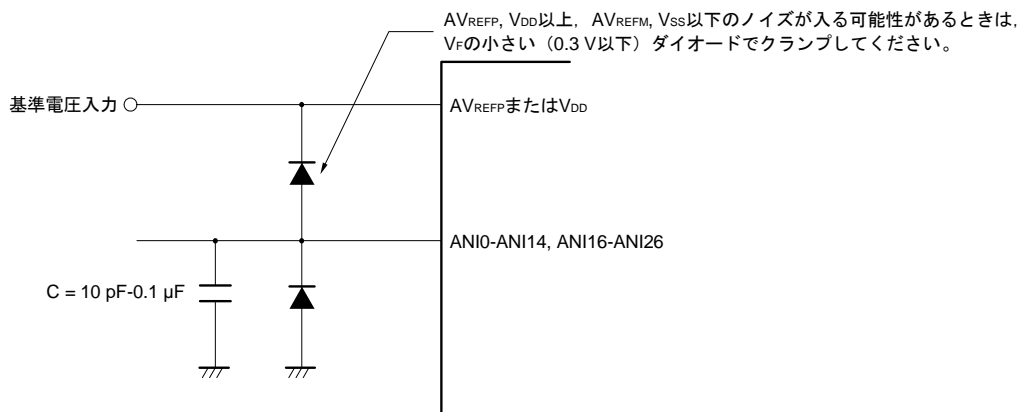 AVREFP, VDD以上，AVREFM, VSS以下のノイズが入る可能性があるときは，
VFの小さい（0.3 V以下）ダイオードでクランプしてください。
基準電圧入力
AVREFPまたはVDD
ANI0-ANI14, ANI16-ANI26
C = 10 pF-0.1 μF